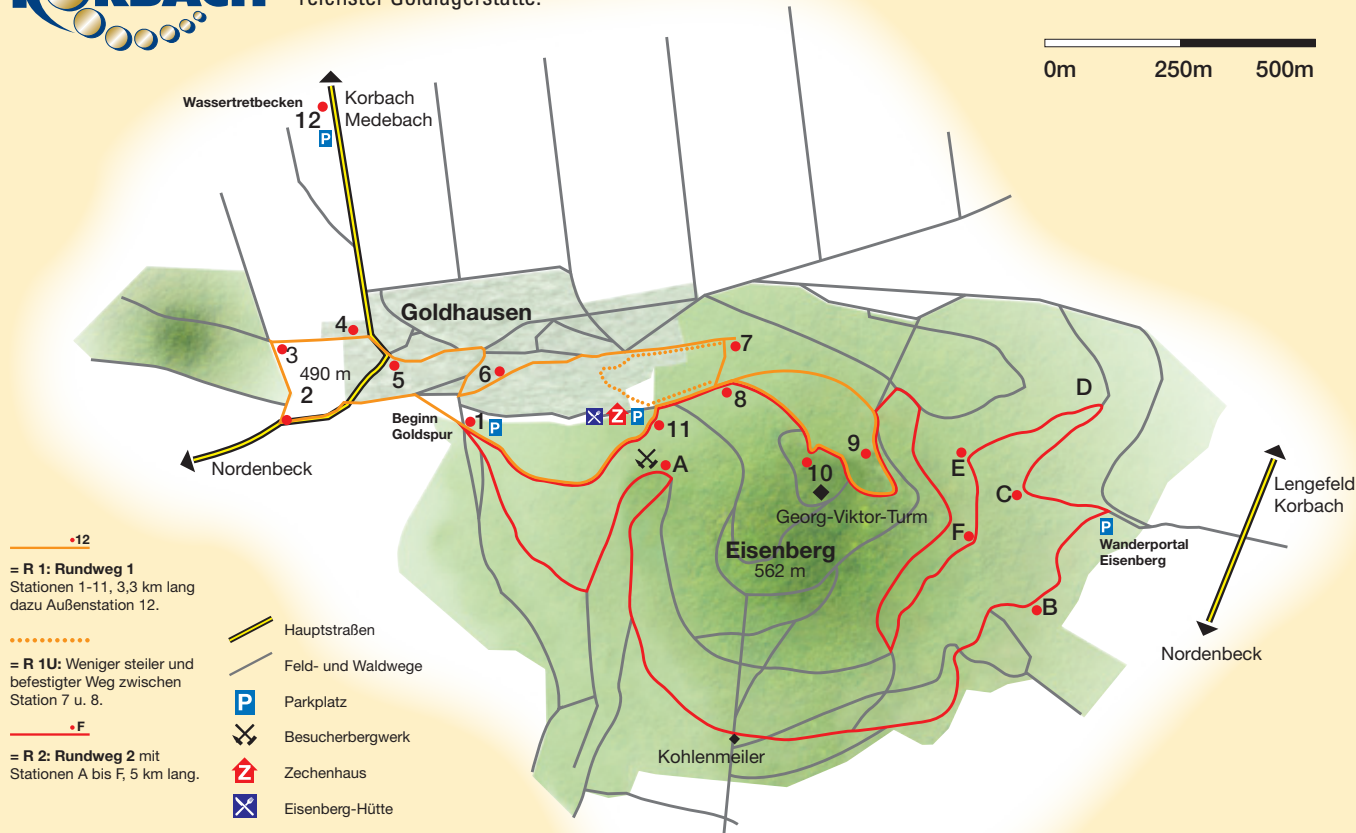 KORBACH
reichster Goldlagerstätte.
0m 250m 500m
Wassertretbecken
12
P
Korbach
Medebach
Goldhausen
4
3
490 m
2
5
6
7
8
Beginn
Goldspur
1
P
Z
P
11
A
9
10
Georg-Viktor-Turm
Eisenberg
562 m
D
E
C
F
B
P
Wanderportal
Eisenberg
Lengefeld
Korbach
Nordenbeck
Nordenbeck
Kohlenmeiler
12
= R 1: Rundweg 1
Stationen 1-11, 3,3 km lang
dazu Außenstation 12.
= R 1U: Weniger steiler und
befestigter Weg zwischen
Station 7 u. 8.
F
= R 2: Rundweg 2 mit
Stationen A bis F, 5 km lang.
Hauptstraßen
Feld- und Waldwege
P Parkplatz
Besucherbergwerk
Z Zechenhaus
Eisenberg-Hütte